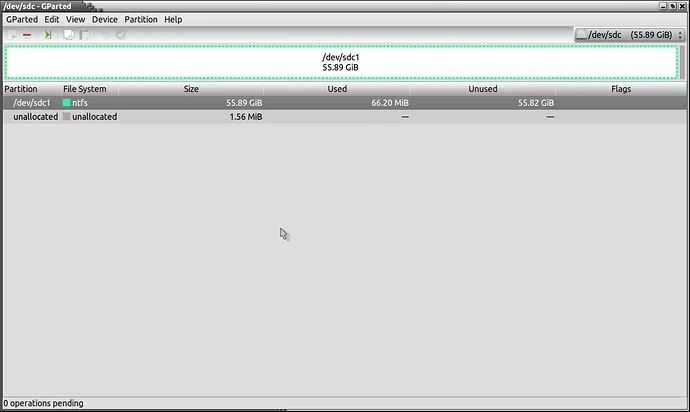 /dev/sdc - GParted
GParted Edit View Device Partition Help
/dev/sdc (55.89 GiB)
/dev/sdc1
55.89 GiB
Partition File System Size Used Unused Flags
/dev/sdc1 ntfs 55.89 GiB 66.20 MiB 55.82 GiB
unallocated unallocated 1.56 MiB --- ---
0 operations pending